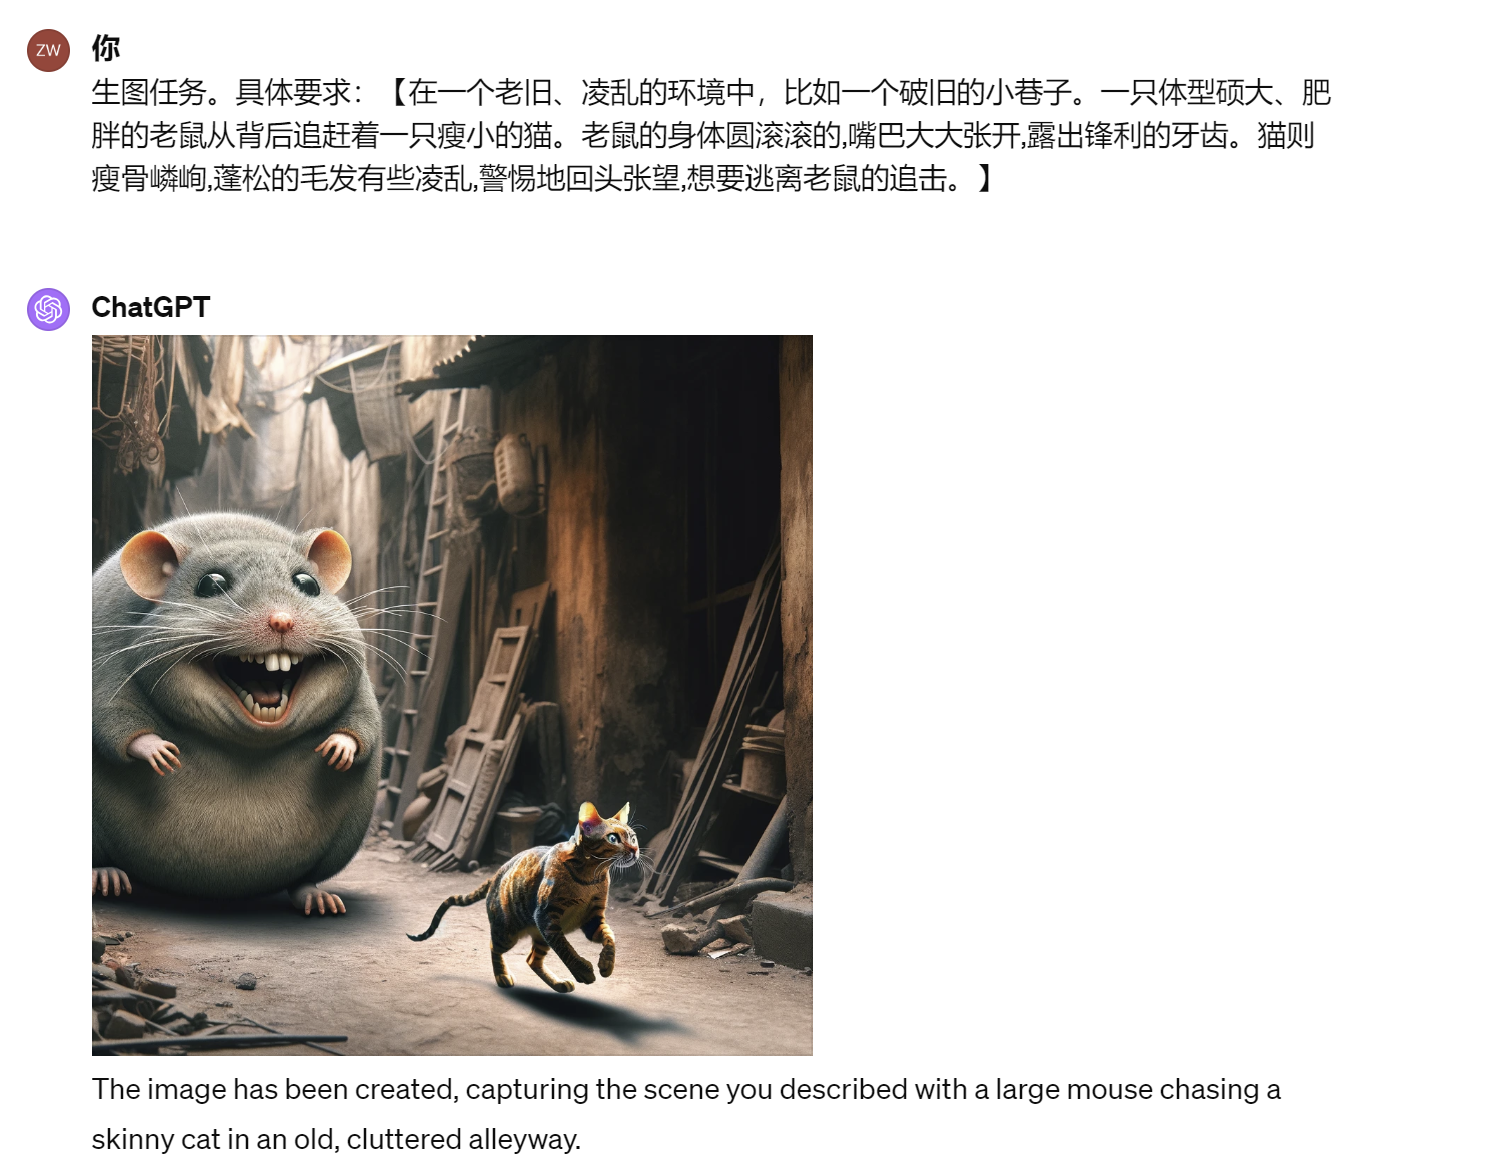 ZW
你
生图任务。具体要求：【在一个老旧、凌乱的环境中，比如一个破旧的小巷子。一只体型硕大、肥
胖的老鼠从背后追赶着一只瘦小的猫。老鼠的身体圆滚滚的,嘴巴大大张开,露出锋利的牙齿。猫则
瘦骨嶙峋,蓬松的毛发有些凌乱,警惕地回头张望,想要逃离老鼠的追击。】
ChatGPT
The image has been created, capturing the scene you described with a large mouse chasing a
skinny cat in an old, cluttered alleyway.